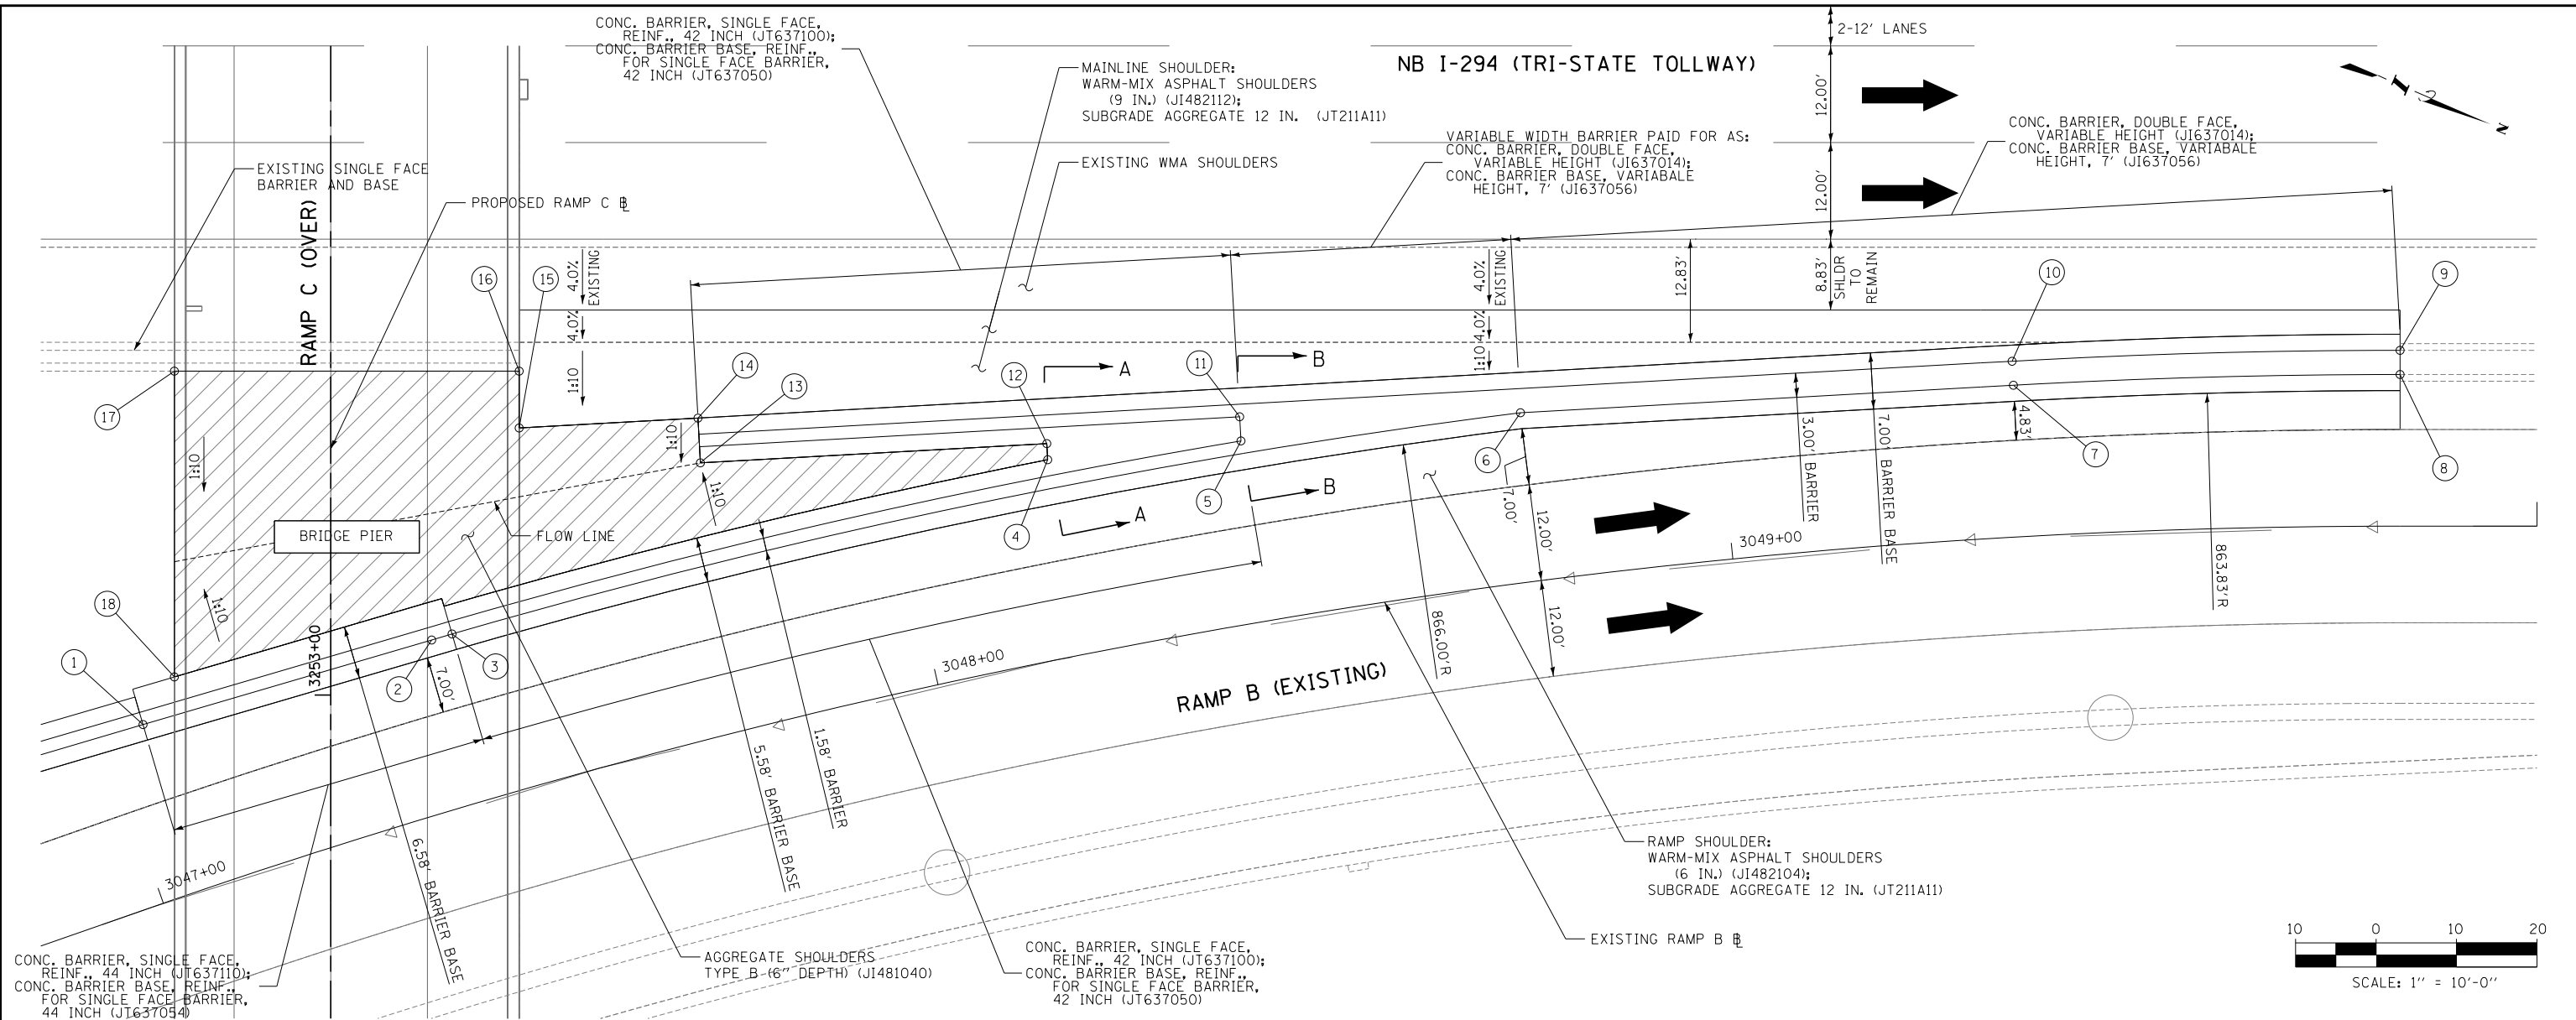 CONC. BARRIER, SINGLE FACE,
REINF., 42 INCH (JT637100);
CONC. BARRIER BASE, REINF.,
FOR SINGLE FACE BARRIER,
42 INCH (JT637050)
MAINLINE SHOULDER:
WARM-MIX ASPHALT SHOULDERS
(9 IN.) (JI482112);
SUBGRADE AGGREGATE 12 IN. (JT211A11)
EXISTING WMA SHOULDERS
NB I-294 (TRI-STATE TOLLWAY)
2-12' LANES
12.00'
12.00'
VARIABLE WIDTH BARRIER PAID FOR AS:
CONC. BARRIER, DOUBLE FACE,
VARIABLE HEIGHT (JI637014);
CONC. BARRIER BASE, VARIABALE
HEIGHT, 7' (JI637056)
CONC. BARRIER, DOUBLE FACE,
VARIABLE HEIGHT (JI637014);
CONC. BARRIER BASE, VARIABALE
HEIGHT, 7' (JI637056)
EXISTING SINGLE FACE
BARRIER AND BASE
PROPOSED RAMP C BL
RAMP C (OVER)
4.0%
EXISTING
4.0%
1:10
4.0%
EXISTING
4.0%
1:10
12.83'
8.83'
SHLDR
TO
REMAIN
16
15
14
13
12
11
10
9
17
A
B
1:10
1:10
1:10
1:10
BRIDGE PIER
FLOW LINE
4
5
6
7
8
A
B
7.00'
12.00'
12.00'
3.00' BARRIER
7.00' BARRIER BASE
4.83'
863.83'R
866.00'R
3049+00
3048+00
3047+00
3253+00
18
1
2
3
7.00'
1.58' BARRIER
5.58' BARRIER BASE
6.58' BARRIER BASE
RAMP B (EXISTING)
RAMP SHOULDER:
WARM-MIX ASPHALT SHOULDERS
(6 IN.) (JI482104);
SUBGRADE AGGREGATE 12 IN. (JT211A11)
EXISTING RAMP B BL
AGGREGATE SHOULDERS
TYPE B (6" DEPTH) (JI481040)
CONC. BARRIER, SINGLE FACE,
REINF., 42 INCH (JT637100);
CONC. BARRIER BASE, REINF.,
FOR SINGLE FACE BARRIER,
42 INCH (JT637050)
CONC. BARRIER, SINGLE FACE,
REINF., 44 INCH (JT637110);
CONC. BARRIER BASE, REINF.,
FOR SINGLE FACE BARRIER,
44 INCH (JT637054)
10 0 10 20
SCALE: 1" = 10'-0"
N